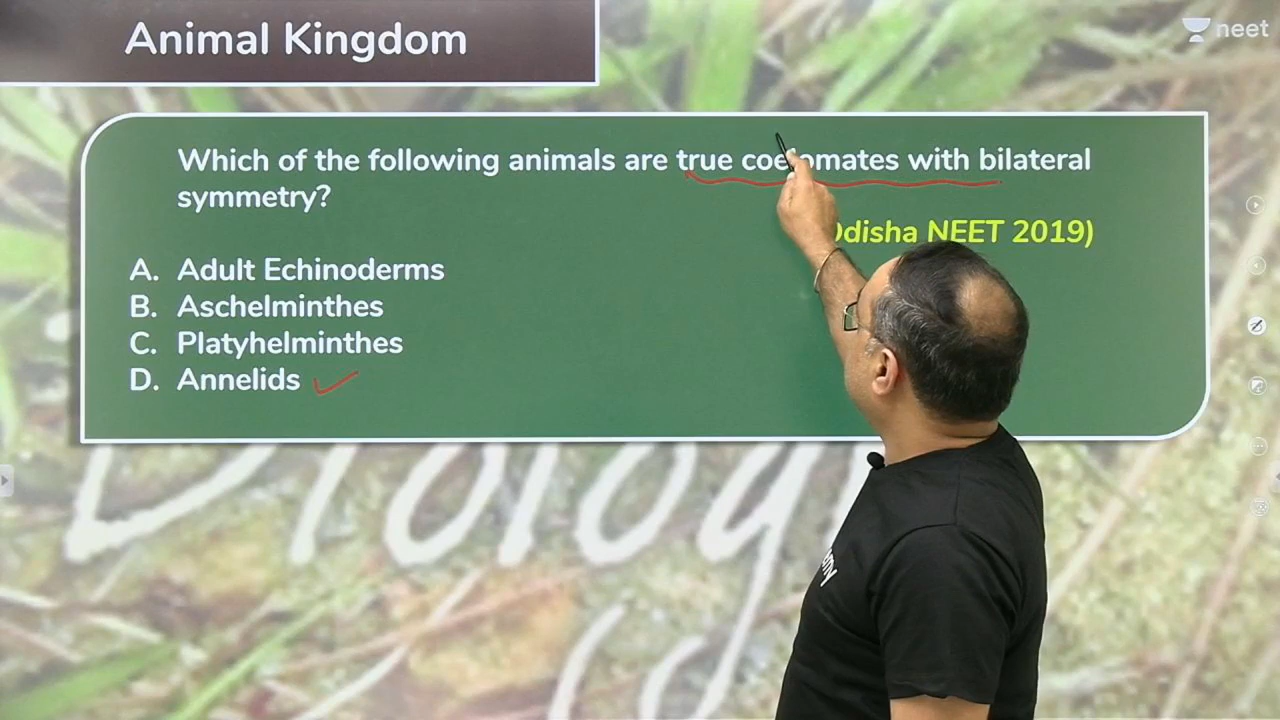 Animal Kingdom
neet
Which of the following animals are true coelomates with bilateral
symmetry?
Odisha NEET 2019)
A. Adult Echinoderms
B. Aschelminthes
C. Platyhelminthes
D. Annelids
Biology